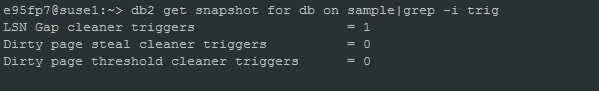 e95fp7@suse1:~> db2 get snapshot for db on sample|grep -i trig
LSN Gap cleaner triggers = 1
Dirty page steal cleaner triggers = 0
Dirty page threshold cleaner triggers = 0